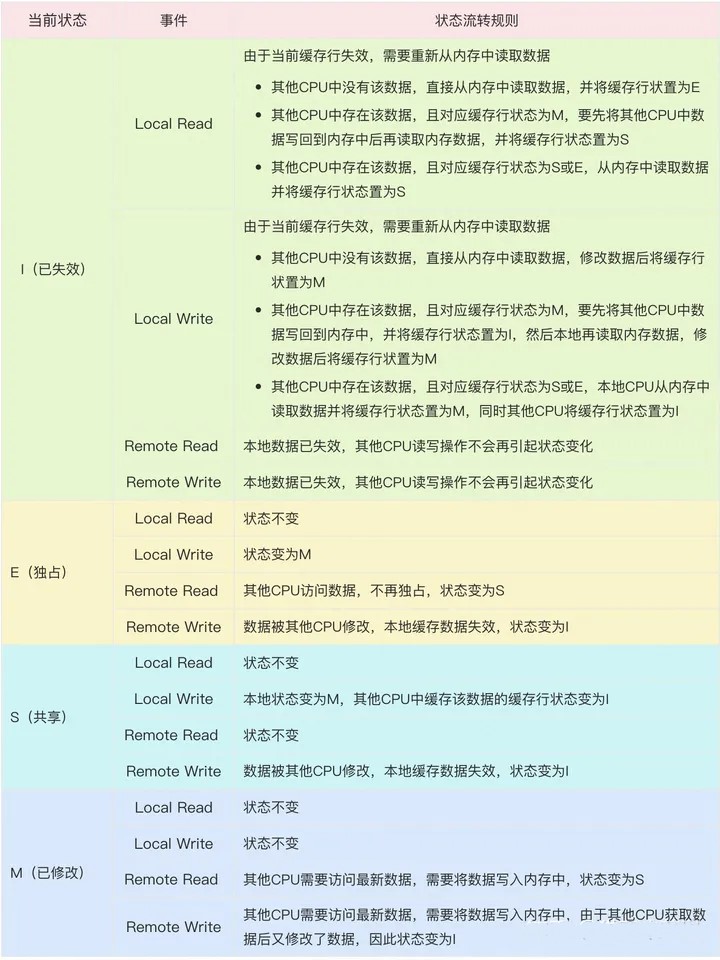 当前状态 事件 状态流转规则
由于当前缓存行失效，需要重新从内存中读取数据
• 其他CPU中没有该数据，直接从内存中读取数据，并将缓存行状置为E
• 其他CPU中存在该数据，且对应缓存行状态为M，要先将其他CPU中数
据写回到内存中后再读取内存数据，并将缓存行状态置为S
• 其他CPU中存在该数据，且对应缓存行状态为S或E，从内存中读取数据
并将缓存行状态置为S
Local Read
由于当前缓存行失效，需要重新从内存中读取数据
• 其他CPU中没有该数据，直接从内存中读取数据，修改数据后将缓存行
状置为M
• 其他CPU中存在该数据，且对应缓存行状态为M，要先将其他CPU中数
据写回到内存中，并将缓存行状态置为I，然后本地再读取内存数据，修
改数据后将缓存行状置为M
• 其他CPU中存在该数据，且对应缓存行状态为S或E，本地CPU从内存中
读取数据并将缓存行状态置为M，同时其他CPU将缓存行状态置为I
Local Write
I（已失效）
Remote Read 本地数据已失效，其他CPU读写操作不会再引起状态变化
Remote Write 本地数据已失效，其他CPU读写操作不会再引起状态变化
E（独占）
Local Read 状态不变
Local Write 状态变为M
Remote Read 其他CPU访问数据，不再独占，状态变为S
Remote Write 数据被其他CPU修改，本地缓存数据失效，状态变为I
S（共享）
Local Read 状态不变
Local Write 本地状态变为M，其他CPU中缓存该数据的缓存行状态变为I
Remote Read 状态不变
Remote Write 数据被其他CPU修改，本地缓存数据失效，状态变为I
M（已修改）
Local Read 状态不变
Local Write 状态不变
Remote Read 其他CPU需要访问最新数据，需要将数据写入内存中，状态变为S
Remote Write 其他CPU需要访问最新数据，需要将数据写入内存中、由于其他CPU获取数
据后又修改了数据，因此状态变为I